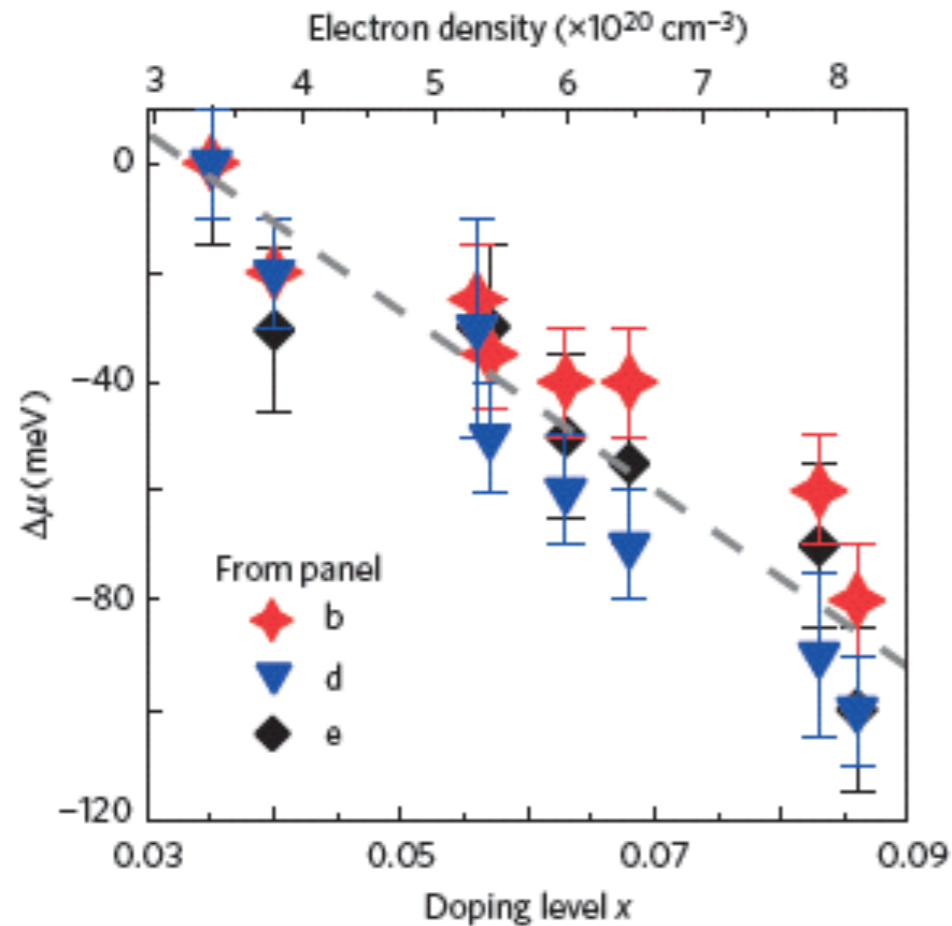 Electron density (×10²⁰ cm⁻³)
3 4 5 6 7 8
0
−40
−80
−120
Δμ (meV)
From panel
b
d
e
0.03 0.05 0.07 0.09
Doping level x